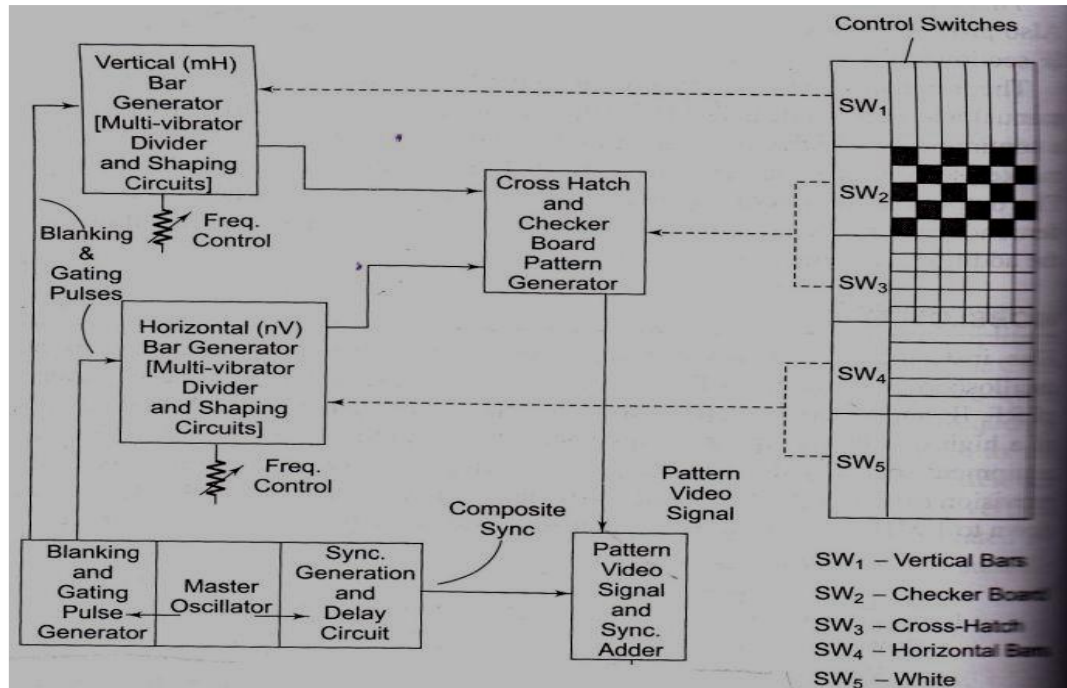 Control Switches
Vertical (mH)
Bar
Generator
[Multi-vibrator
Divider
and Shaping
Circuits]
Freq.
Control
Blanking
&
Gating
Pulses
Horizontal (nV)
Bar Generator
[Multi-vibrator
Divider
and Shaping
Circuits]
Freq.
Control
Cross Hatch
and
Checker
Board
Pattern
Generator
SW1
SW2
SW3
SW4
SW5
Blanking
and
Gating
Pulse
Generator
Master
Oscillator
Sync.
Generation
and
Delay
Circuit
Composite
Sync
Pattern
Video
Signal
Pattern
Video
Signal
and
Sync.
Adder
SW1 – Vertical Bars
SW2 – Checker Board
SW3 – Cross-Hatch
SW4 – Horizontal Bars
SW5 – White